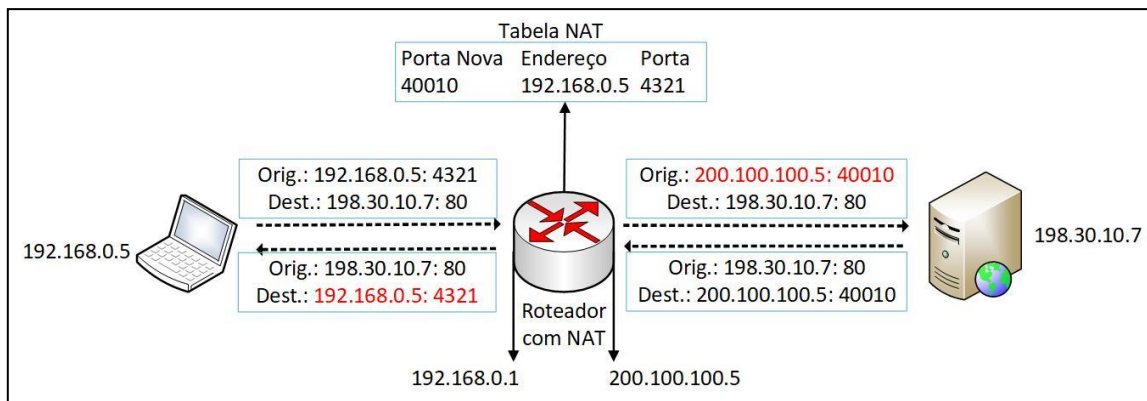 Tabela NAT
Porta Nova Endereço Porta
40010 192.168.0.5 4321
Orig.: 192.168.0.5: 4321
Dest.: 198.30.10.7: 80
Orig.: 200.100.100.5: 40010
Dest.: 198.30.10.7: 80
192.168.0.5
198.30.10.7
Orig.: 198.30.10.7: 80
Dest.: 192.168.0.5: 4321
Orig.: 198.30.10.7: 80
Dest.: 200.100.100.5: 40010
Roteador
com NAT
192.168.0.1
200.100.100.5